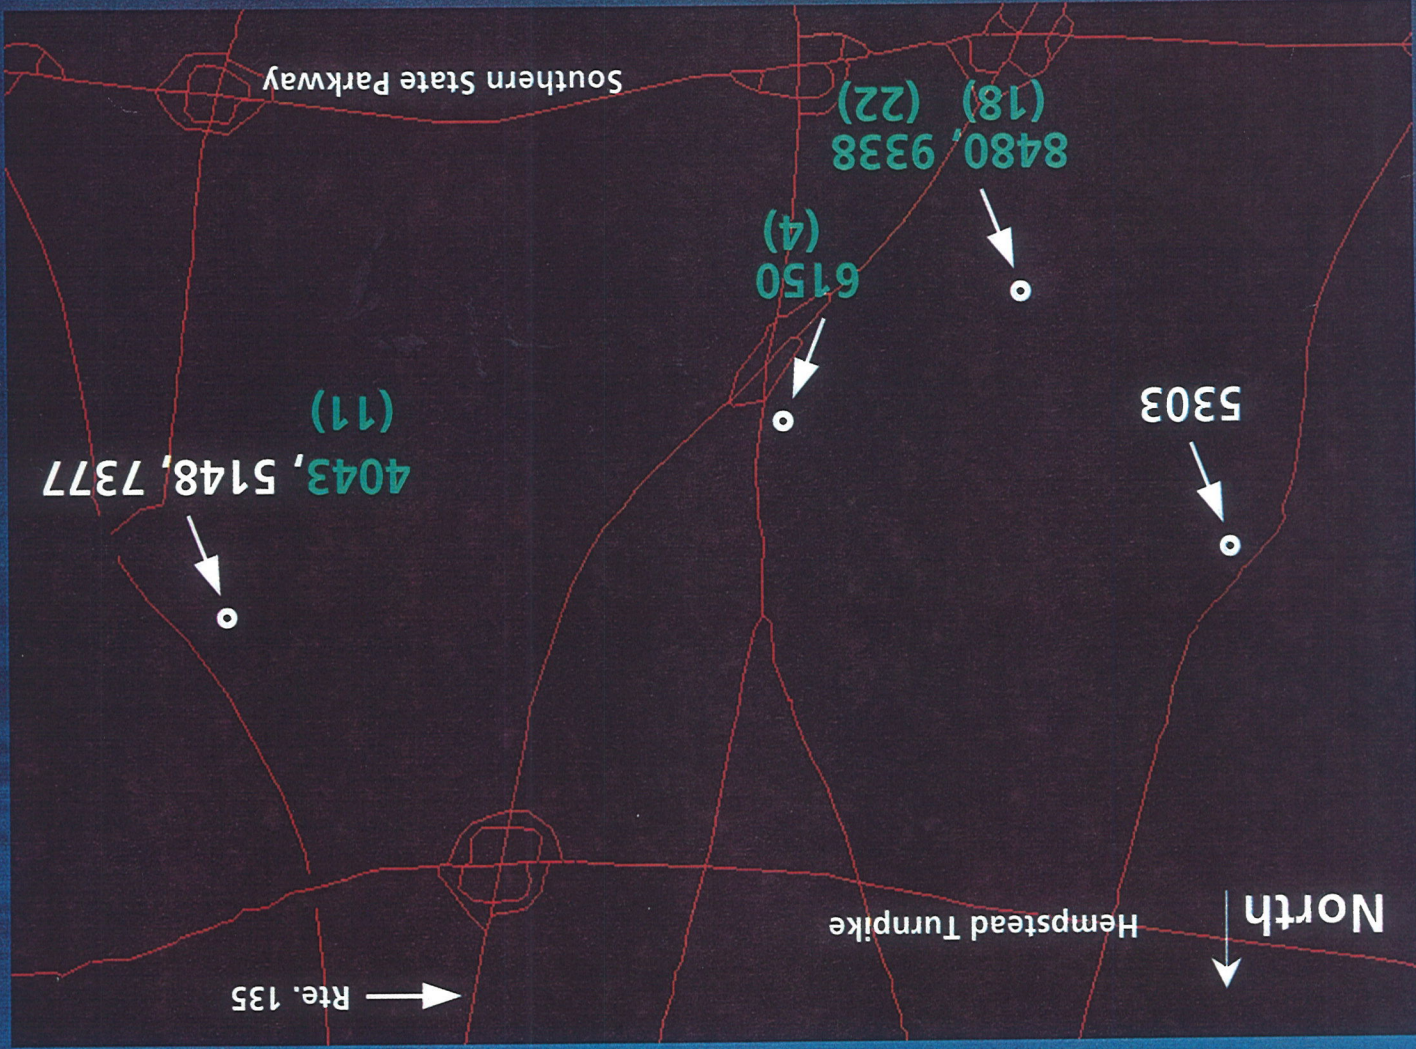 Rte. 135
North
Hempstead Turnpike
4043, 5148, 7377
(11)
5303
6150
(4)
8480, 9338
(18) (22)
Southern State Parkway